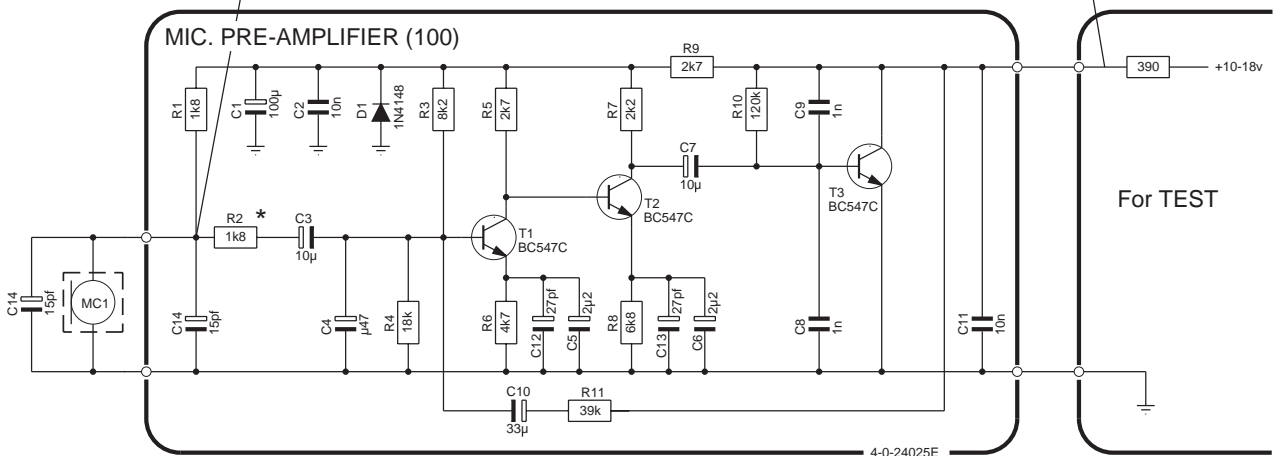 MIC. PRE-AMPLIFIER (100)
R1
1k8
C1
100µ
C2
10n
D1
1N4148
R3
8k2
R5
2k7
R7
2k2
R9
2k7
R10
120k
C9
1n
390
+10-18v
C7
10µ
T3
BC547C
T2
BC547C
For TEST
R2
*
1k8
C3
10µ
T1
BC547C
C14
15pf
MC1
C14
15pf
C4
µ47
R4
18k
R6
4k7
C12
27pf
C5
2µ2
R8
6k8
C13
27pf
C6
2µ2
C8
1n
C11
10n
C10
33µ
R11
39k
4-0-24025E